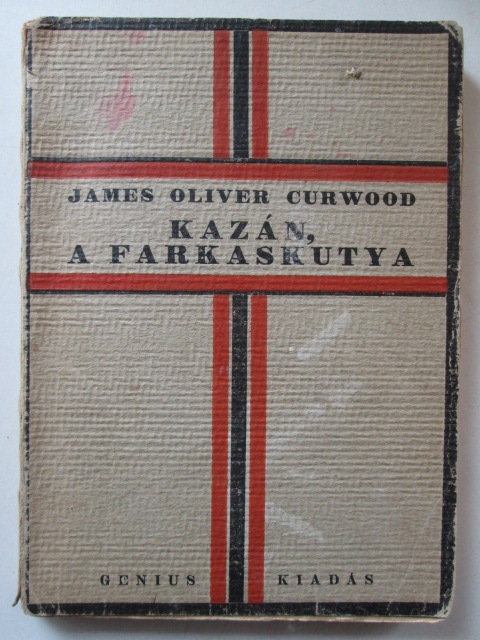 JAMES OLIVER CURWOOD
KAZÁN,
A FARKASKUTYA
GENIUS KIADÁS